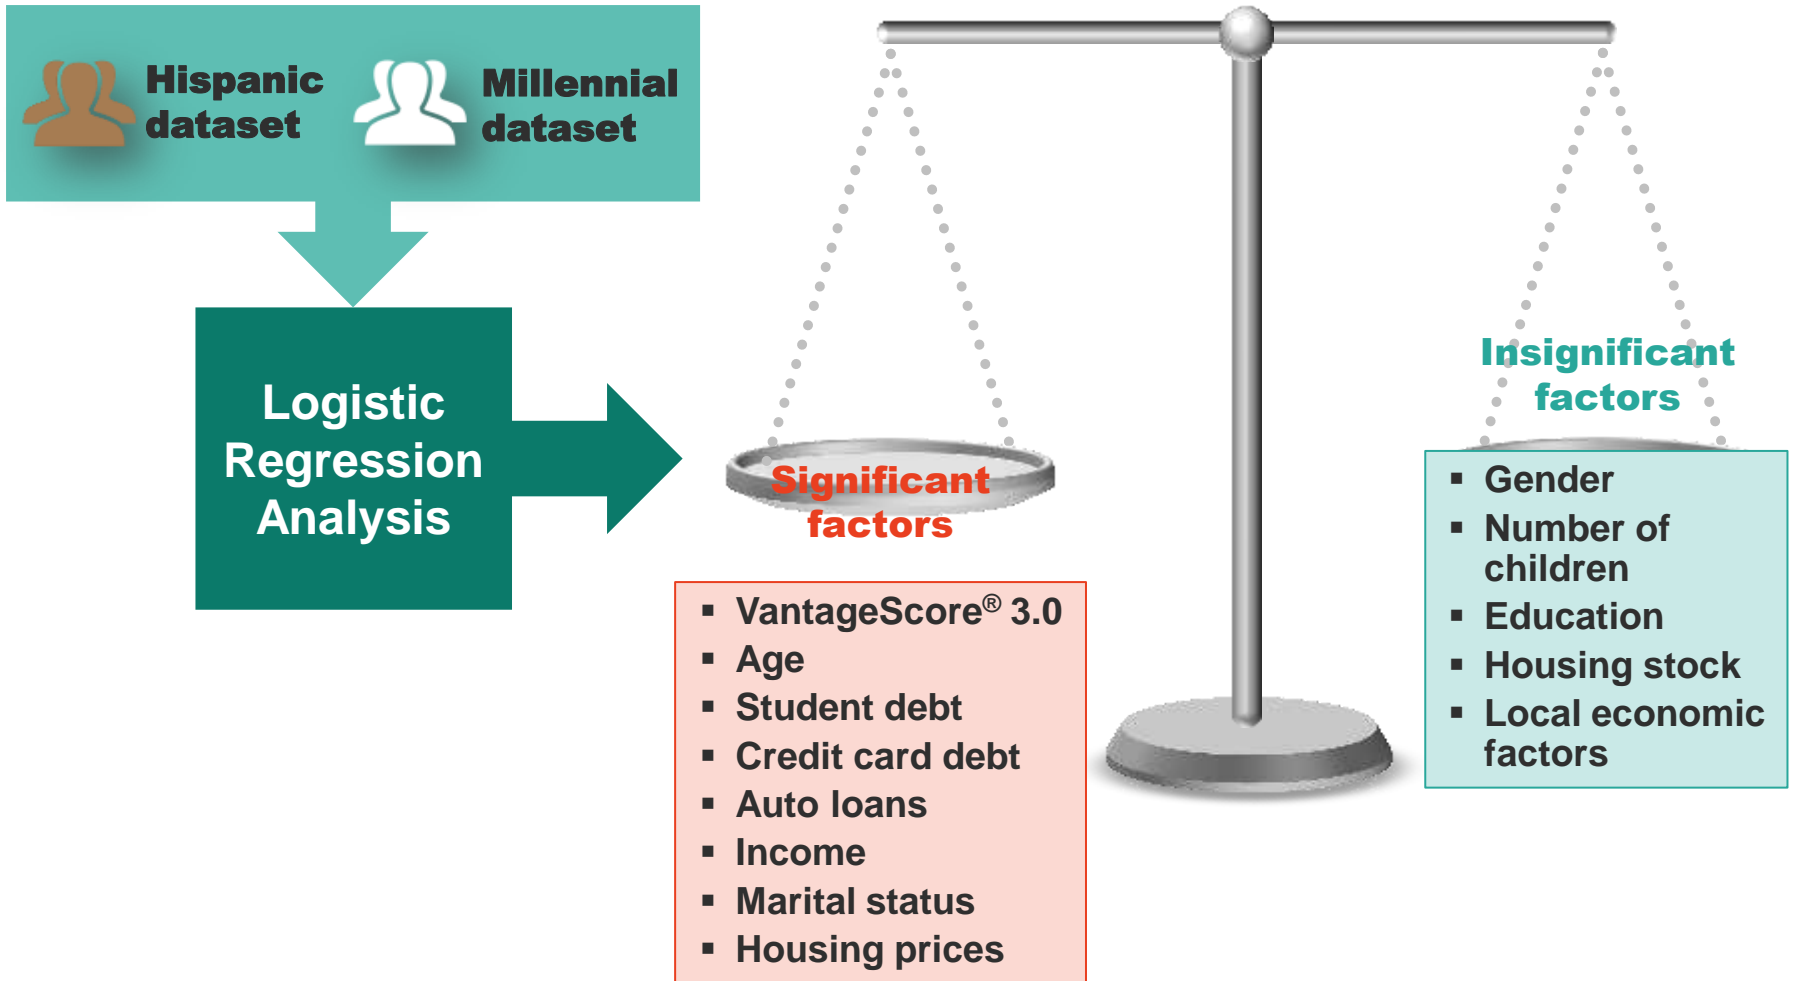 Hispanic
dataset
Millennial
dataset
Logistic
Regression
Analysis
Significant
factors
▪ VantageScore® 3.0
▪ Age
▪ Student debt
▪ Credit card debt
▪ Auto loans
▪ Income
▪ Marital status
▪ Housing prices
Insignificant
factors
▪ Gender
▪ Number of
children
▪ Education
▪ Housing stock
▪ Local economic
factors